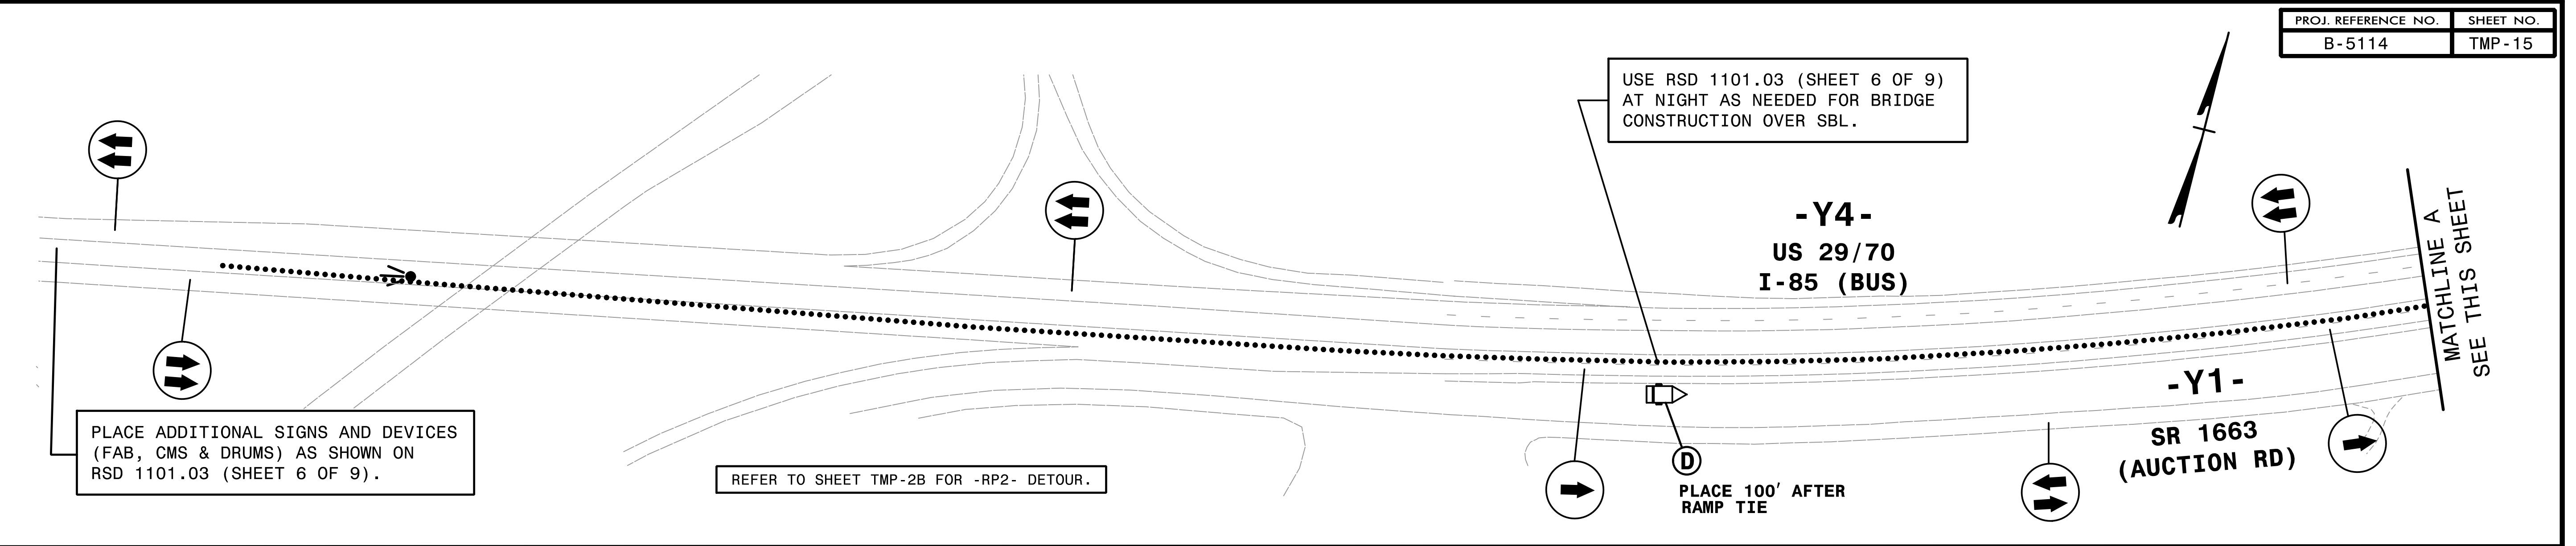 PROJ. REFERENCE NO. SHEET NO.
B-5114 TMP-15
USE RSD 1101.03 (SHEET 6 OF 9)
AT NIGHT AS NEEDED FOR BRIDGE
CONSTRUCTION OVER SBL.
-Y4-
US 29/70
I-85 (BUS)
MATCHLINE A
SEE THIS SHEET
-Y1-
SR 1663
(AUCTION RD)
PLACE ADDITIONAL SIGNS AND DEVICES
(FAB, CMS & DRUMS) AS SHOWN ON
RSD 1101.03 (SHEET 6 OF 9).
REFER TO SHEET TMP-2B FOR -RP2- DETOUR.
D
PLACE 100' AFTER
RAMP TIE